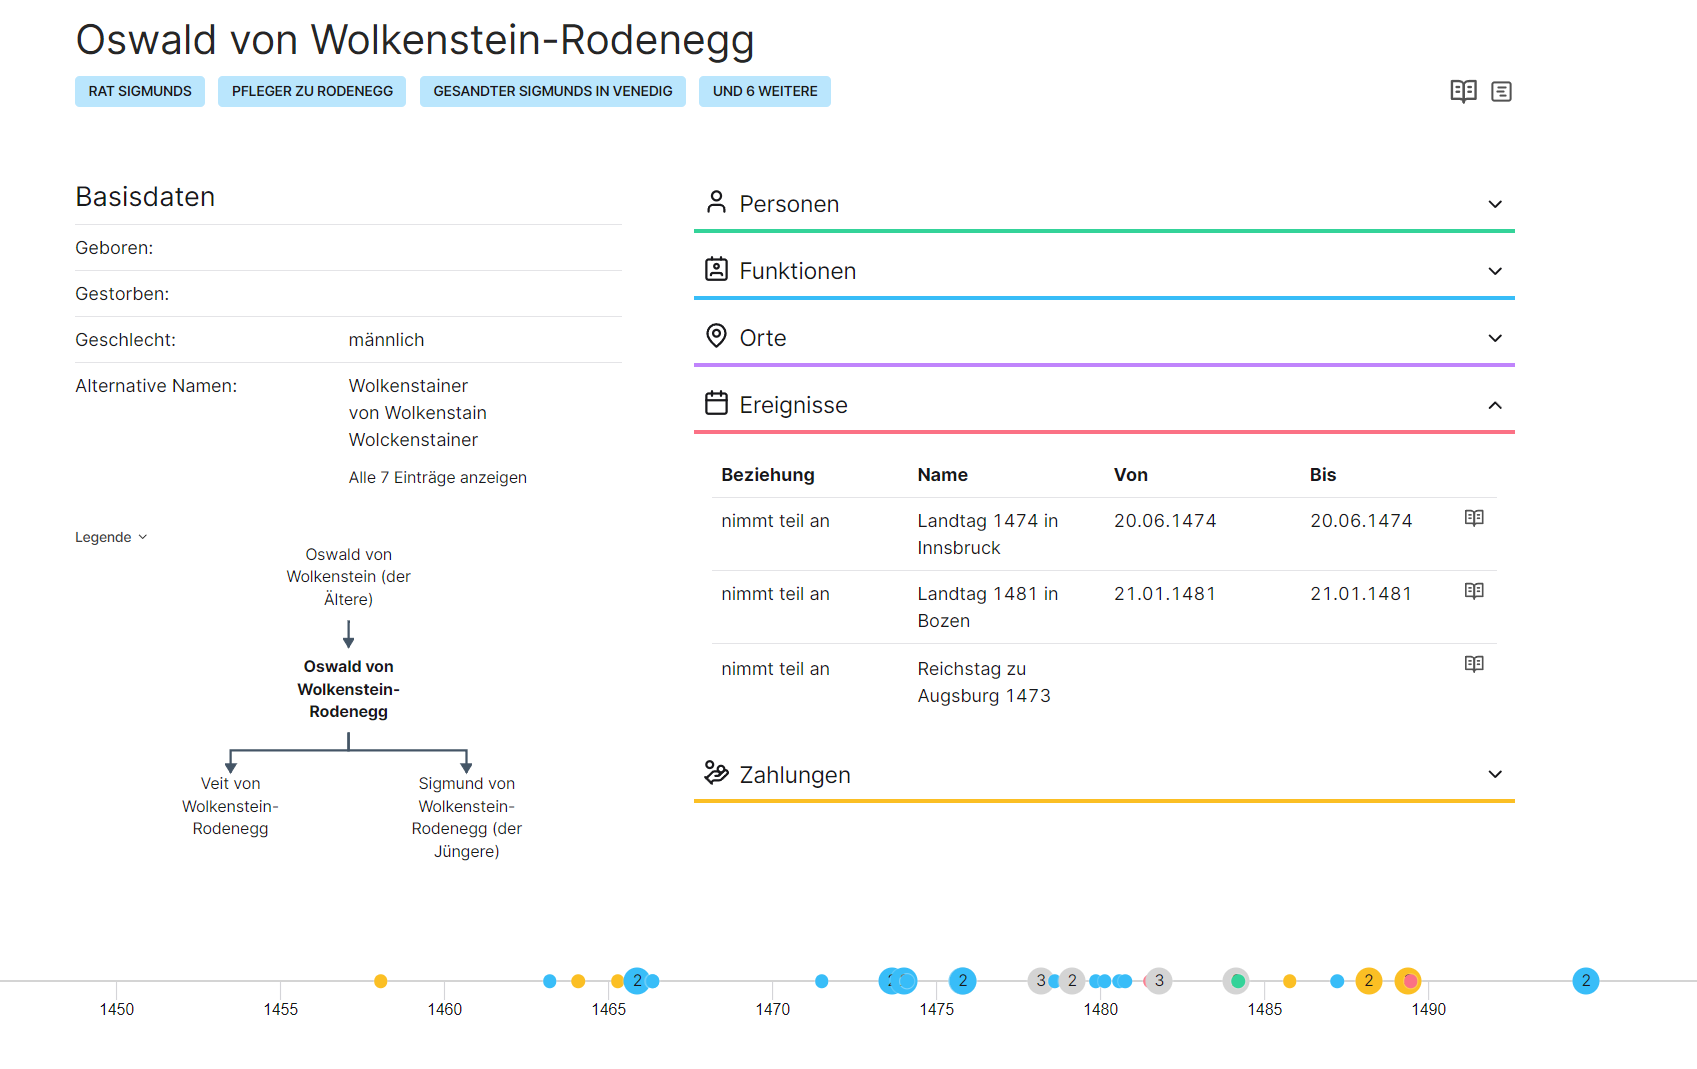 Oswald von Wolkenstein-Rodenegg
RAT SIGMUNDS
PFLEGER ZU RODENEGG
GESANDTER SIGMUNDS IN VENEDIG
UND 6 WEITERE
Basisdaten
Geboren:
Gestorben:
Geschlecht: männlich
Alternative Namen: Wolkenstainer
von Wolkenstain
Wolckenstainer
Alle 7 Einträge anzeigen
Legende
Oswald von
Wolkenstein (der
Ältere)
Oswald von
Wolkenstein-
Rodenegg
Veit von
Wolkenstein-
Rodenegg
Sigmund von
Wolkenstein-
Rodenegg (der
Jüngere)
Personen
Funktionen
Orte
Ereignisse
Beziehung Name Von Bis
nimmt teil an Landtag 1474 in 20.06.1474 20.06.1474
Innsbruck
nimmt teil an Landtag 1481 in 21.01.1481 21.01.1481
Bozen
nimmt teil an Reichstag zu
Augsburg 1473
Zahlungen
2 2 3 2 3 2 2
1450 1455 1460 1465 1470 1475 1480 1485 1490